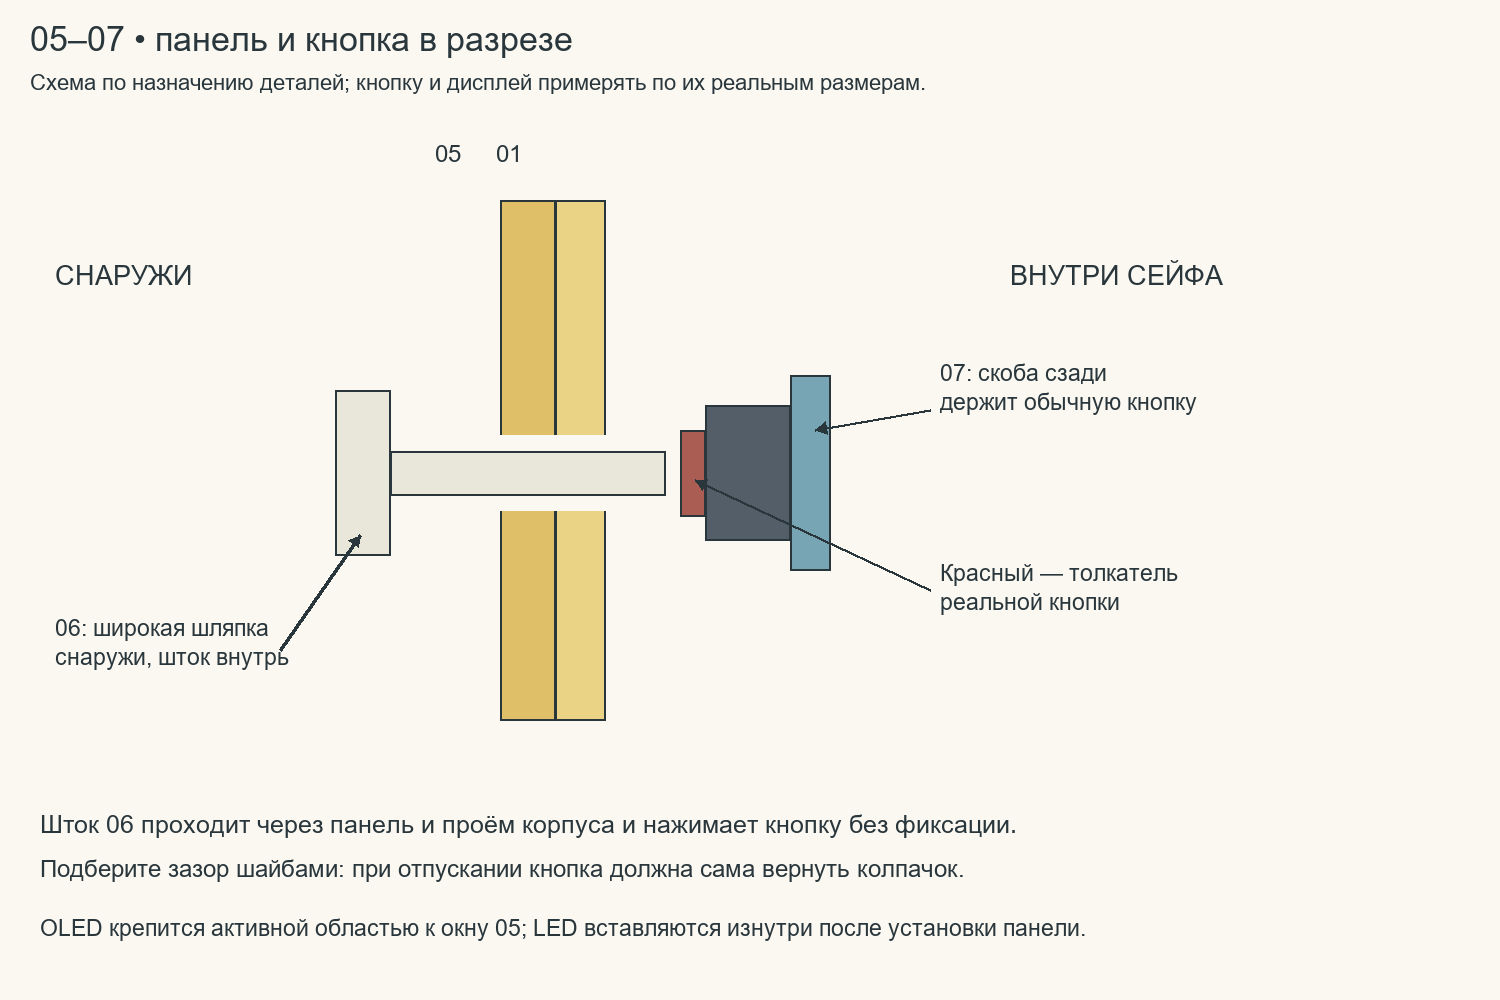 05–07 • панель и кнопка в разрезе
Схема по назначению деталей; кнопку и дисплей примерять по их реальным размерам.
05 01
СНАРУЖИ
ВНУТРИ СЕЙФА
07: скоба сзади
держит обычную кнопку
Красный — толкатель
реальной кнопки
06: широкая шляпка
снаружи, шток внутрь
Шток 06 проходит через панель и проём корпуса и нажимает кнопку без фиксации.
Подберите зазор шайбами: при отпускании кнопка должна сама вернуть колпачок.
OLED крепится активной областью к окну 05; LED вставляются изнутри после установки панели.